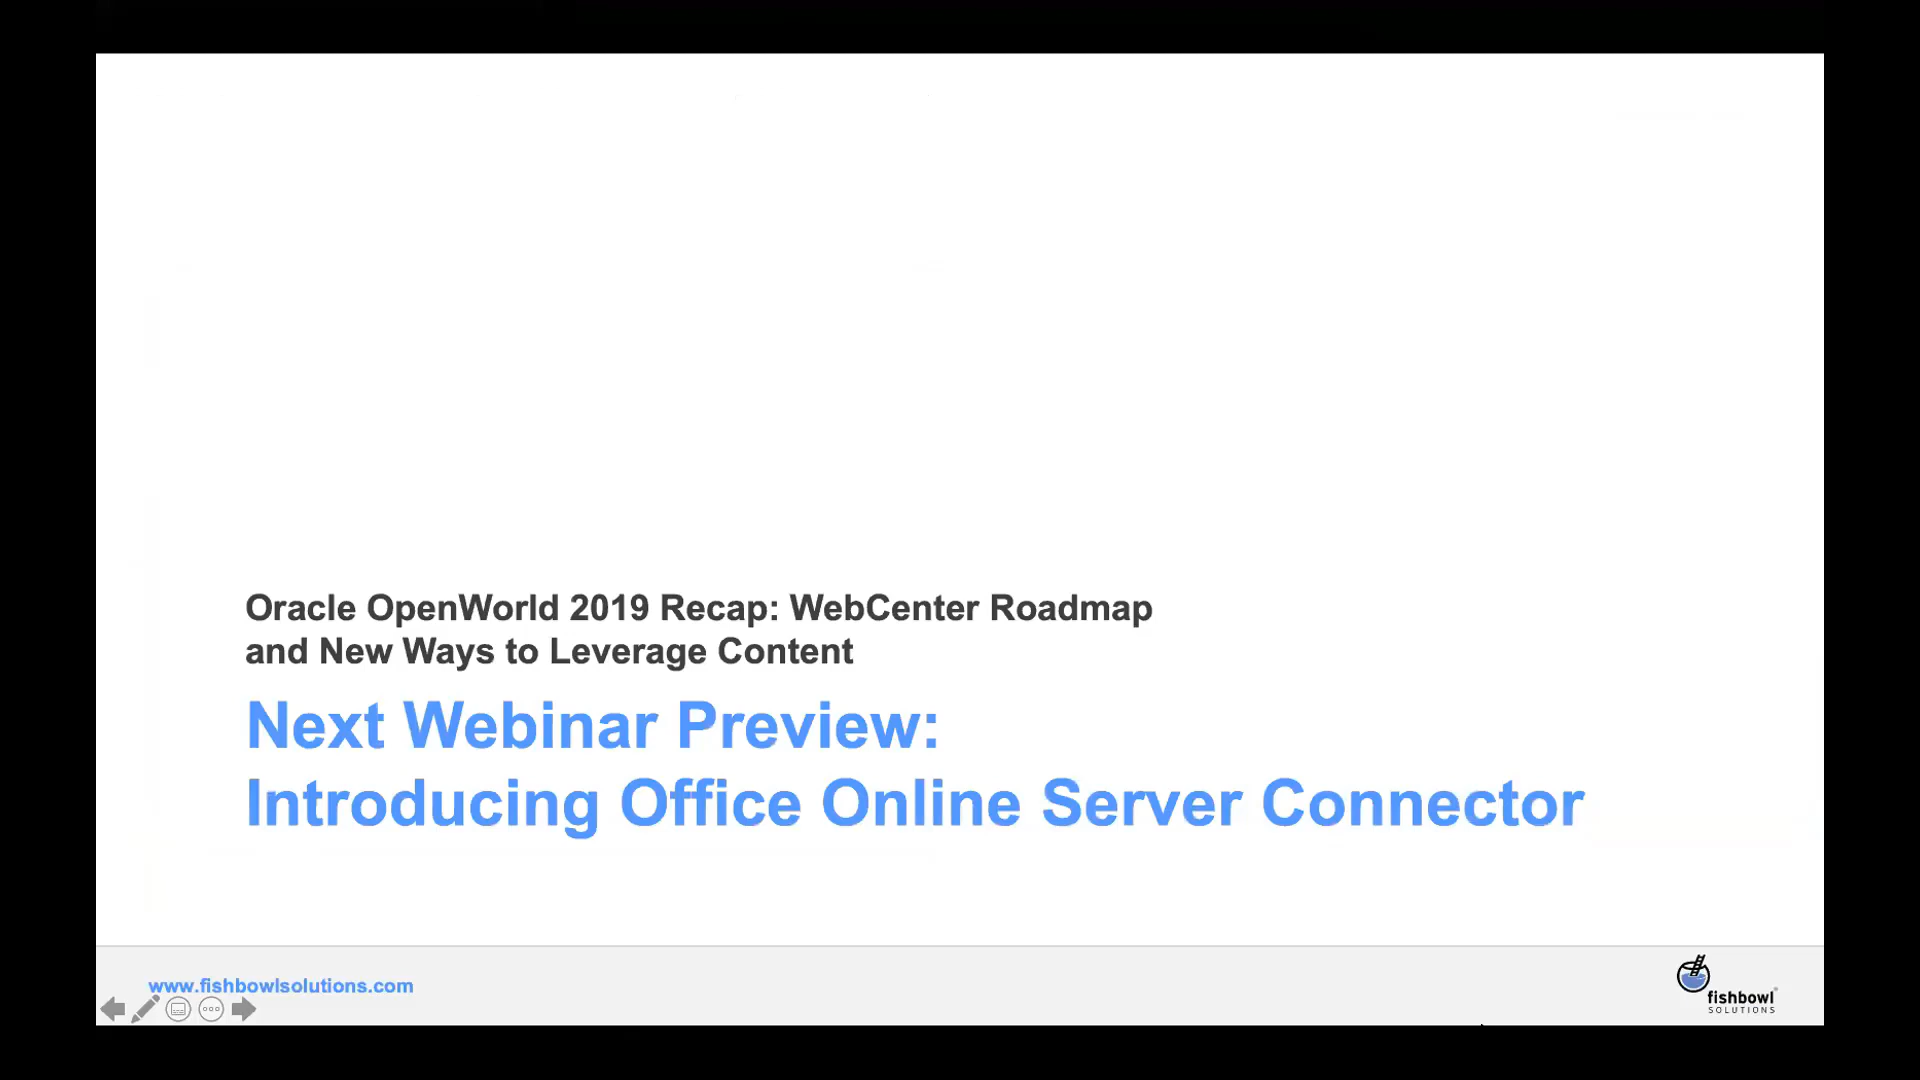 Oracle OpenWorld 2019 Recap: WebCenter Roadmap
and New Ways to Leverage Content
Next Webinar Preview:
Introducing Office Online Server Connector
www.fishbowlsolutions.com
fishbowl
SOLUTIONS